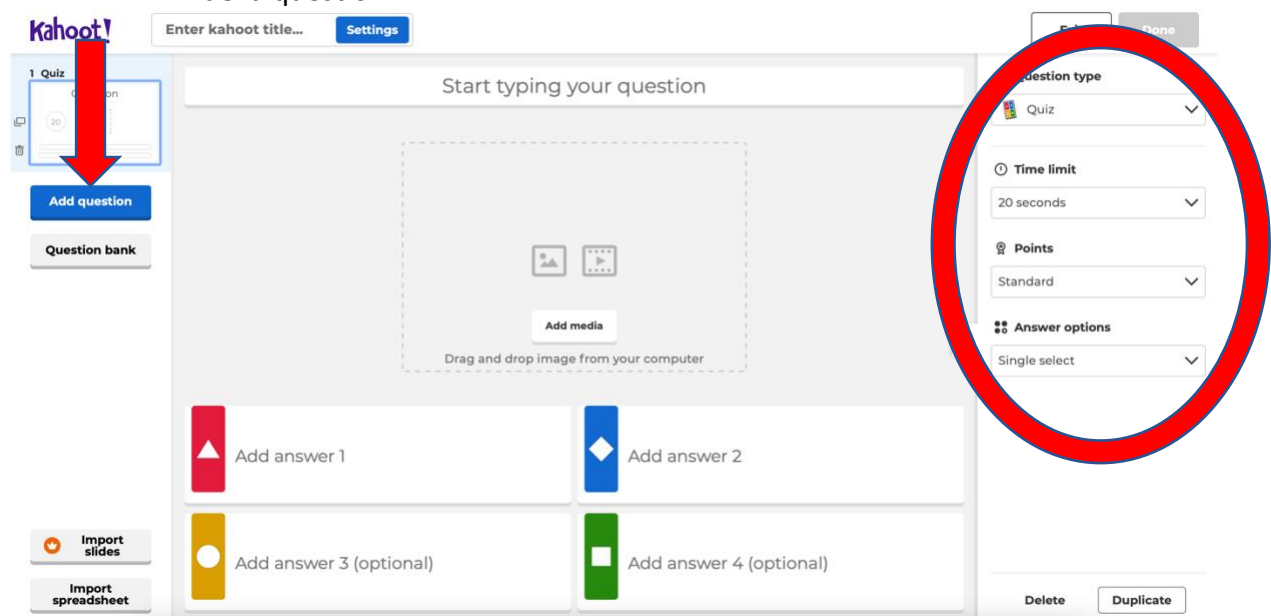 Kahoot!
Enter kahoot title...
Settings
Done
1 Quiz
20
Start typing your question
Question type
Quiz
Time limit
20 seconds
Add question
Question bank
Points
Standard
Add media
Drag and drop image from your computer
Answer options
Single select
Add answer 1
Add answer 2
Add answer 3 (optional)
Add answer 4 (optional)
Import
slides
Import
spreadsheet
Delete
Duplicate